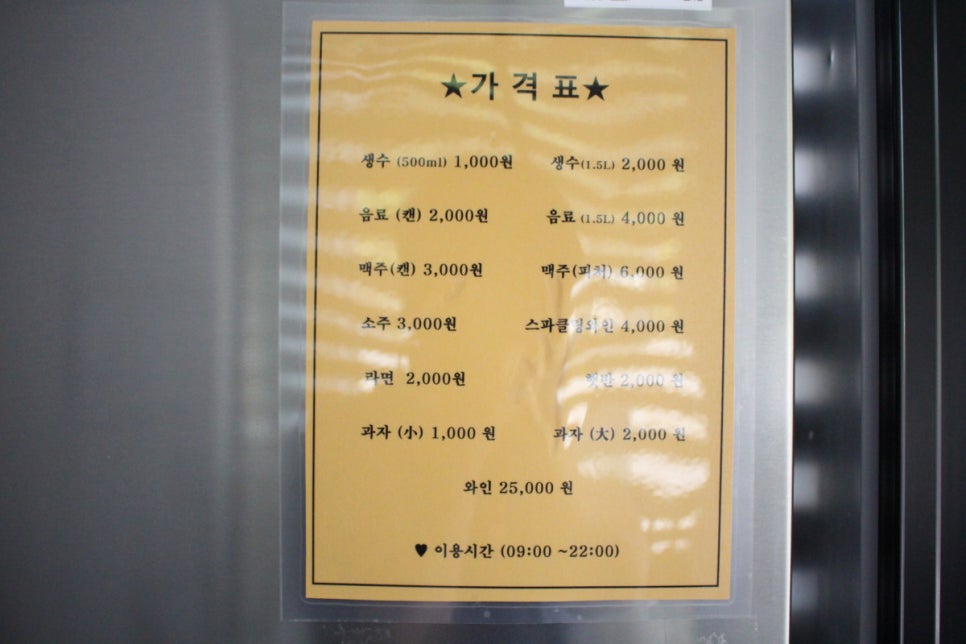 ★가 격 표★
생수 (500ml) 1,000원 생수(1.5L) 2,000 원
음료 (캔) 2,000원 음료 (1.5L) 4,000 원
맥주(캔) 3,000원 맥주(피처) 6,000 원
소주 3,000원 스파클링와인 4,000 원
라면 2,000원 햇반 2,000 원
과자 (小) 1,000 원 과자 (大) 2,000 원
와인 25,000 원
♥ 이용시간 (09:00 ~22:00)